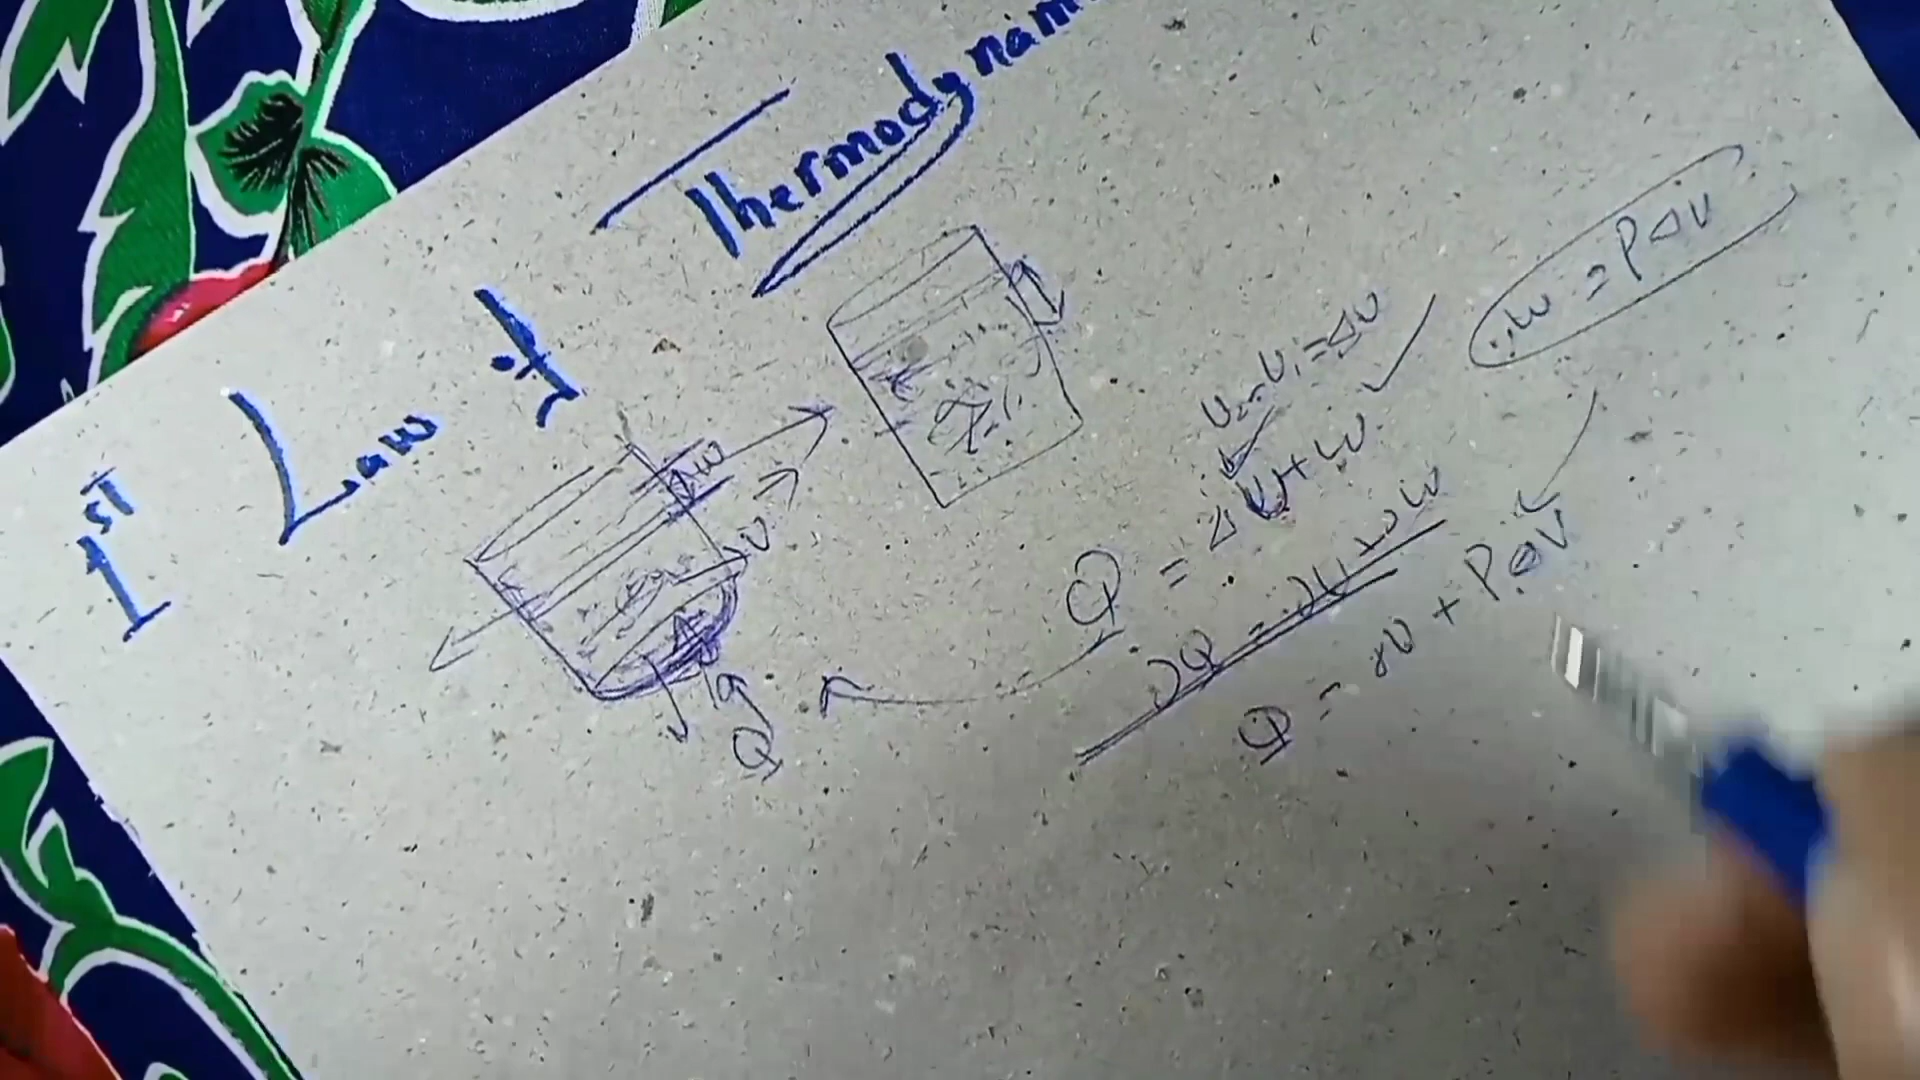 1ST Law of
Thermodynam
W
U
Q
U₂-U₁=ΔU
Q = ΔU+W
∴W = PΔV
Q = ΔU + PΔV